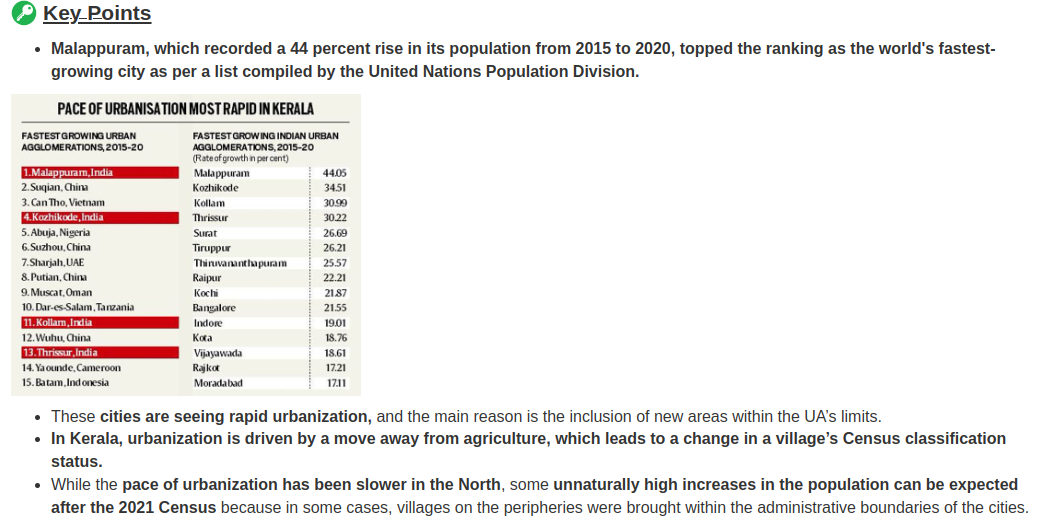 Key Points
• Malappuram, which recorded a 44 percent rise in its population from 2015 to 2020, topped the ranking as the world's fastest-
growing city as per a list compiled by the United Nations Population Division.
PACE OF URBANISATION MOST RAPID IN KERALA
FASTEST GROWING URBAN
AGGLOMERATIONS, 2015-20
1. Malappuram, India
2. Suqian, China
3. Can Tho, Vietnam
4. Kozhikode, India
5. Abuja, Nigeria
6. Suzhou, China
7. Sharjah, UAE
8. Putian, China
9. Muscat, Oman
10. Dar-es-Salam, Tanzania
11. Kollam, India
12. Wuhu, China
13. Thrissur, India
14. Yaounde, Cameroon
15. Batam, Indonesia
FASTEST GROWING INDIAN URBAN
AGGLOMERATIONS, 2015-20
(Rate of growth in per cent)
Malappuram 44.05
Kozhikode 34.51
Kollam 30.99
Thrissur 30.22
Surat 26.69
Tiruppur 26.21
Thiruvananthapuram 25.57
Raipur 22.21
Kochi 21.87
Bangalore 21.55
Indore 19.01
Kota 18.76
Vijayawada 18.61
Rajkot 17.21
Moradabad 17.11
• These cities are seeing rapid urbanization, and the main reason is the inclusion of new areas within the UA's limits.
• In Kerala, urbanization is driven by a move away from agriculture, which leads to a change in a village's Census classification
status.
• While the pace of urbanization has been slower in the North, some unnaturally high increases in the population can be expected
after the 2021 Census because in some cases, villages on the peripheries were brought within the administrative boundaries of the cities.